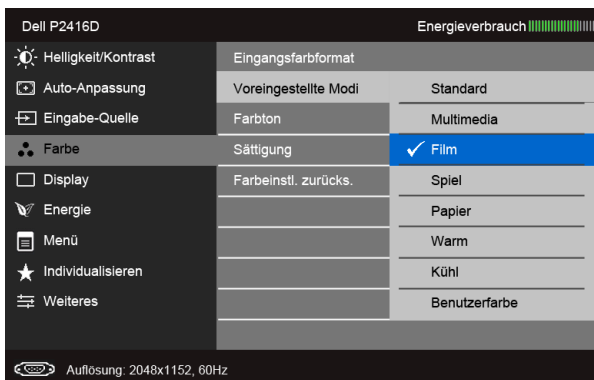 Dell P2416D Energieverbrauch
Helligkeit/Kontrast Eingangsfarbformat
Auto-Anpassung Voreingestellte Modi Standard
Eingabe-Quelle Farbton Multimedia
Farbe Sättigung Film
Display Farbeinstl. zurücks. Spiel
Energie Papier
Menü Warm
Individualisieren Kühl
Weiteres Benutzerfarbe
Auflösung: 2048x1152, 60Hz